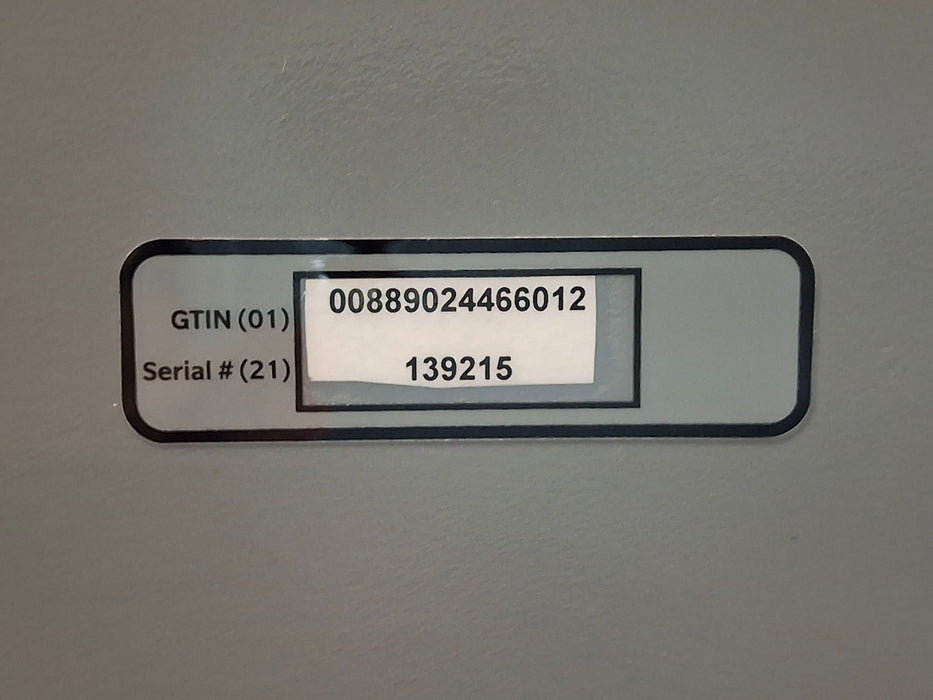 GTIN (01) 00889024466012
Serial # (21) 139215